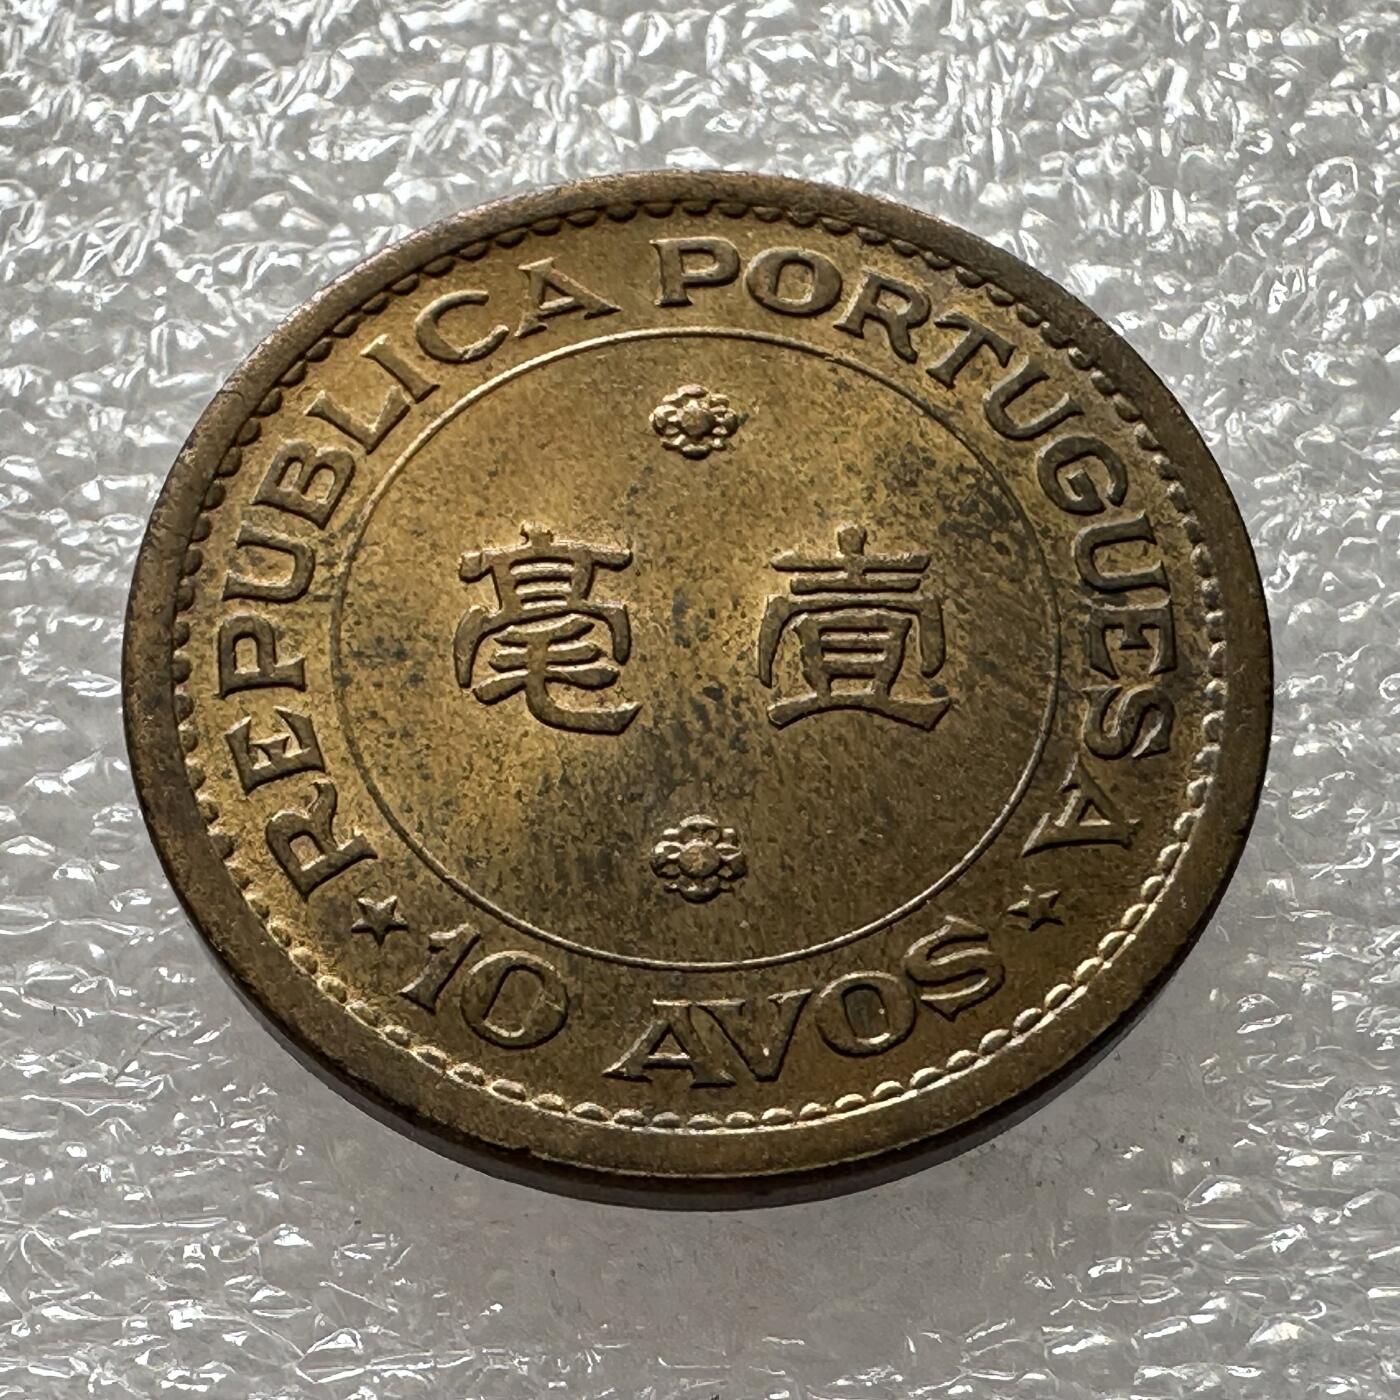 REPUBLICA PORTUGUESA
毫 壹
★ 10 AVOS ★